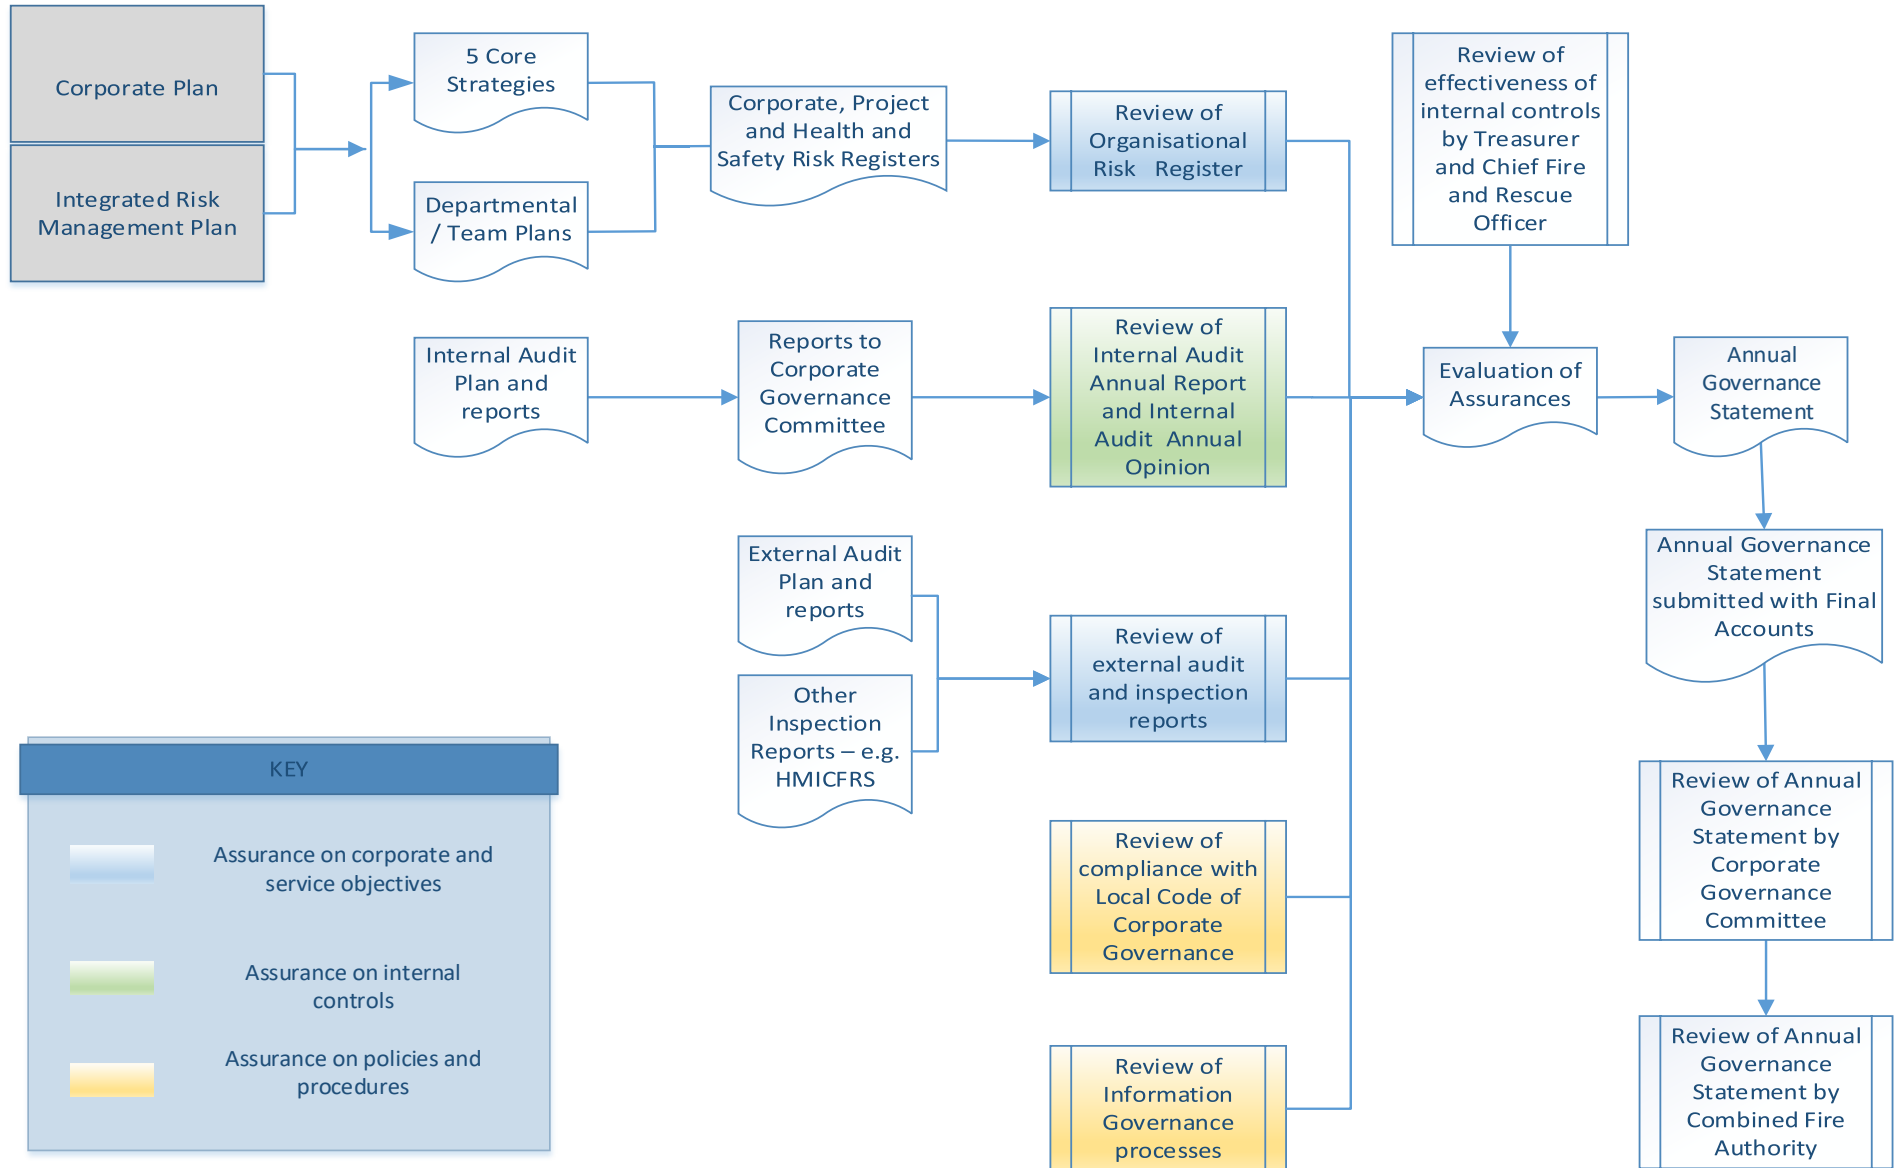 Corporate Plan
Integrated Risk
Management Plan
5 Core
Strategies
Departmental
/ Team Plans
Corporate, Project
and Health and
Safety Risk Registers
Review of
Organisational
Risk Register
Review of
effectiveness of
internal controls
by Treasurer
and Chief Fire
and Rescue
Officer
Internal Audit
Plan and
reports
Reports to
Corporate
Governance
Committee
Review of
Internal Audit
Annual Report
and Internal
Audit Annual
Opinion
Evaluation of
Assurances
Annual
Governance
Statement
External Audit
Plan and
reports
Other
Inspection
Reports – e.g.
HMICFRS
Review of
external audit
and inspection
reports
Annual Governance
Statement
submitted with Final
Accounts
Review of
compliance with
Local Code of
Corporate
Governance
Review of Annual
Governance
Statement by
Corporate
Governance
Committee
Review of
Information
Governance
processes
Review of Annual
Governance
Statement by
Combined Fire
Authority
KEY
Assurance on corporate and
service objectives
Assurance on internal
controls
Assurance on policies and
procedures